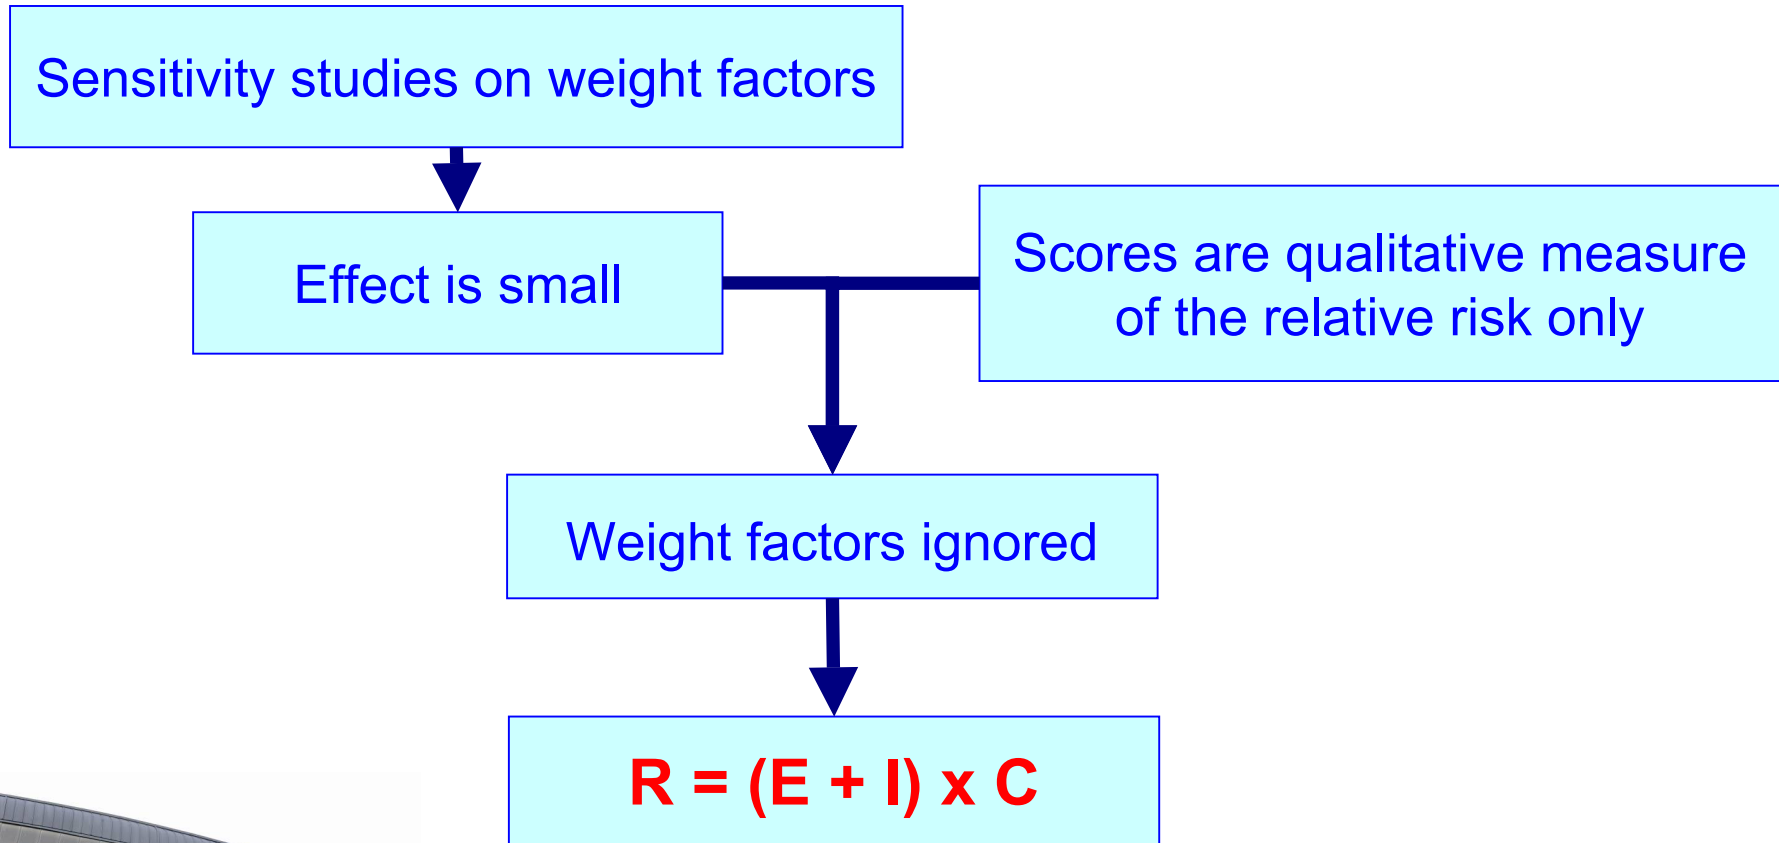 Sensitivity studies on weight factors
Effect is small
Scores are qualitative measure
of the relative risk only
Weight factors ignored
R = (E + I) x C